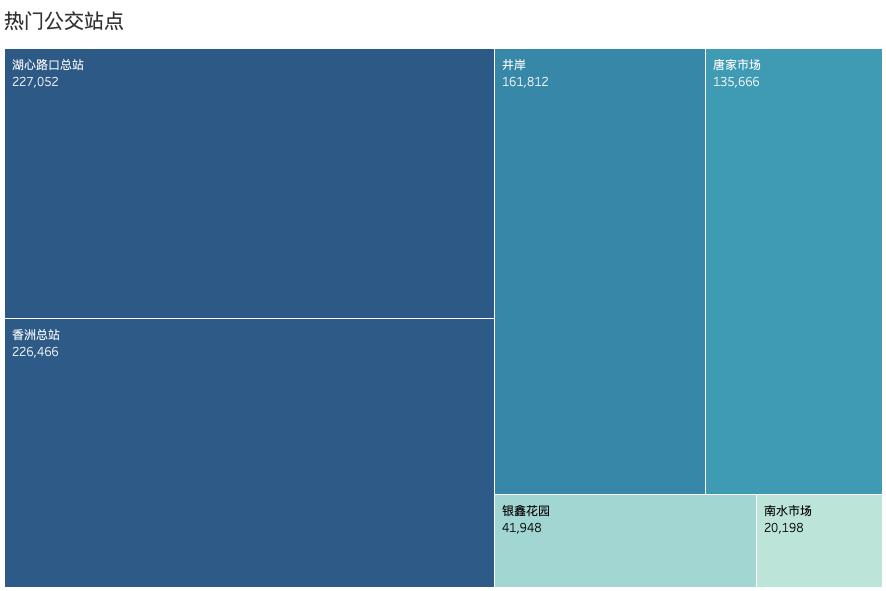 热门公交站点
湖心路口总站
227,052
香洲总站
226,466
井岸
161,812
唐家市场
135,666
银鑫花园
41,948
南水市场
20,198